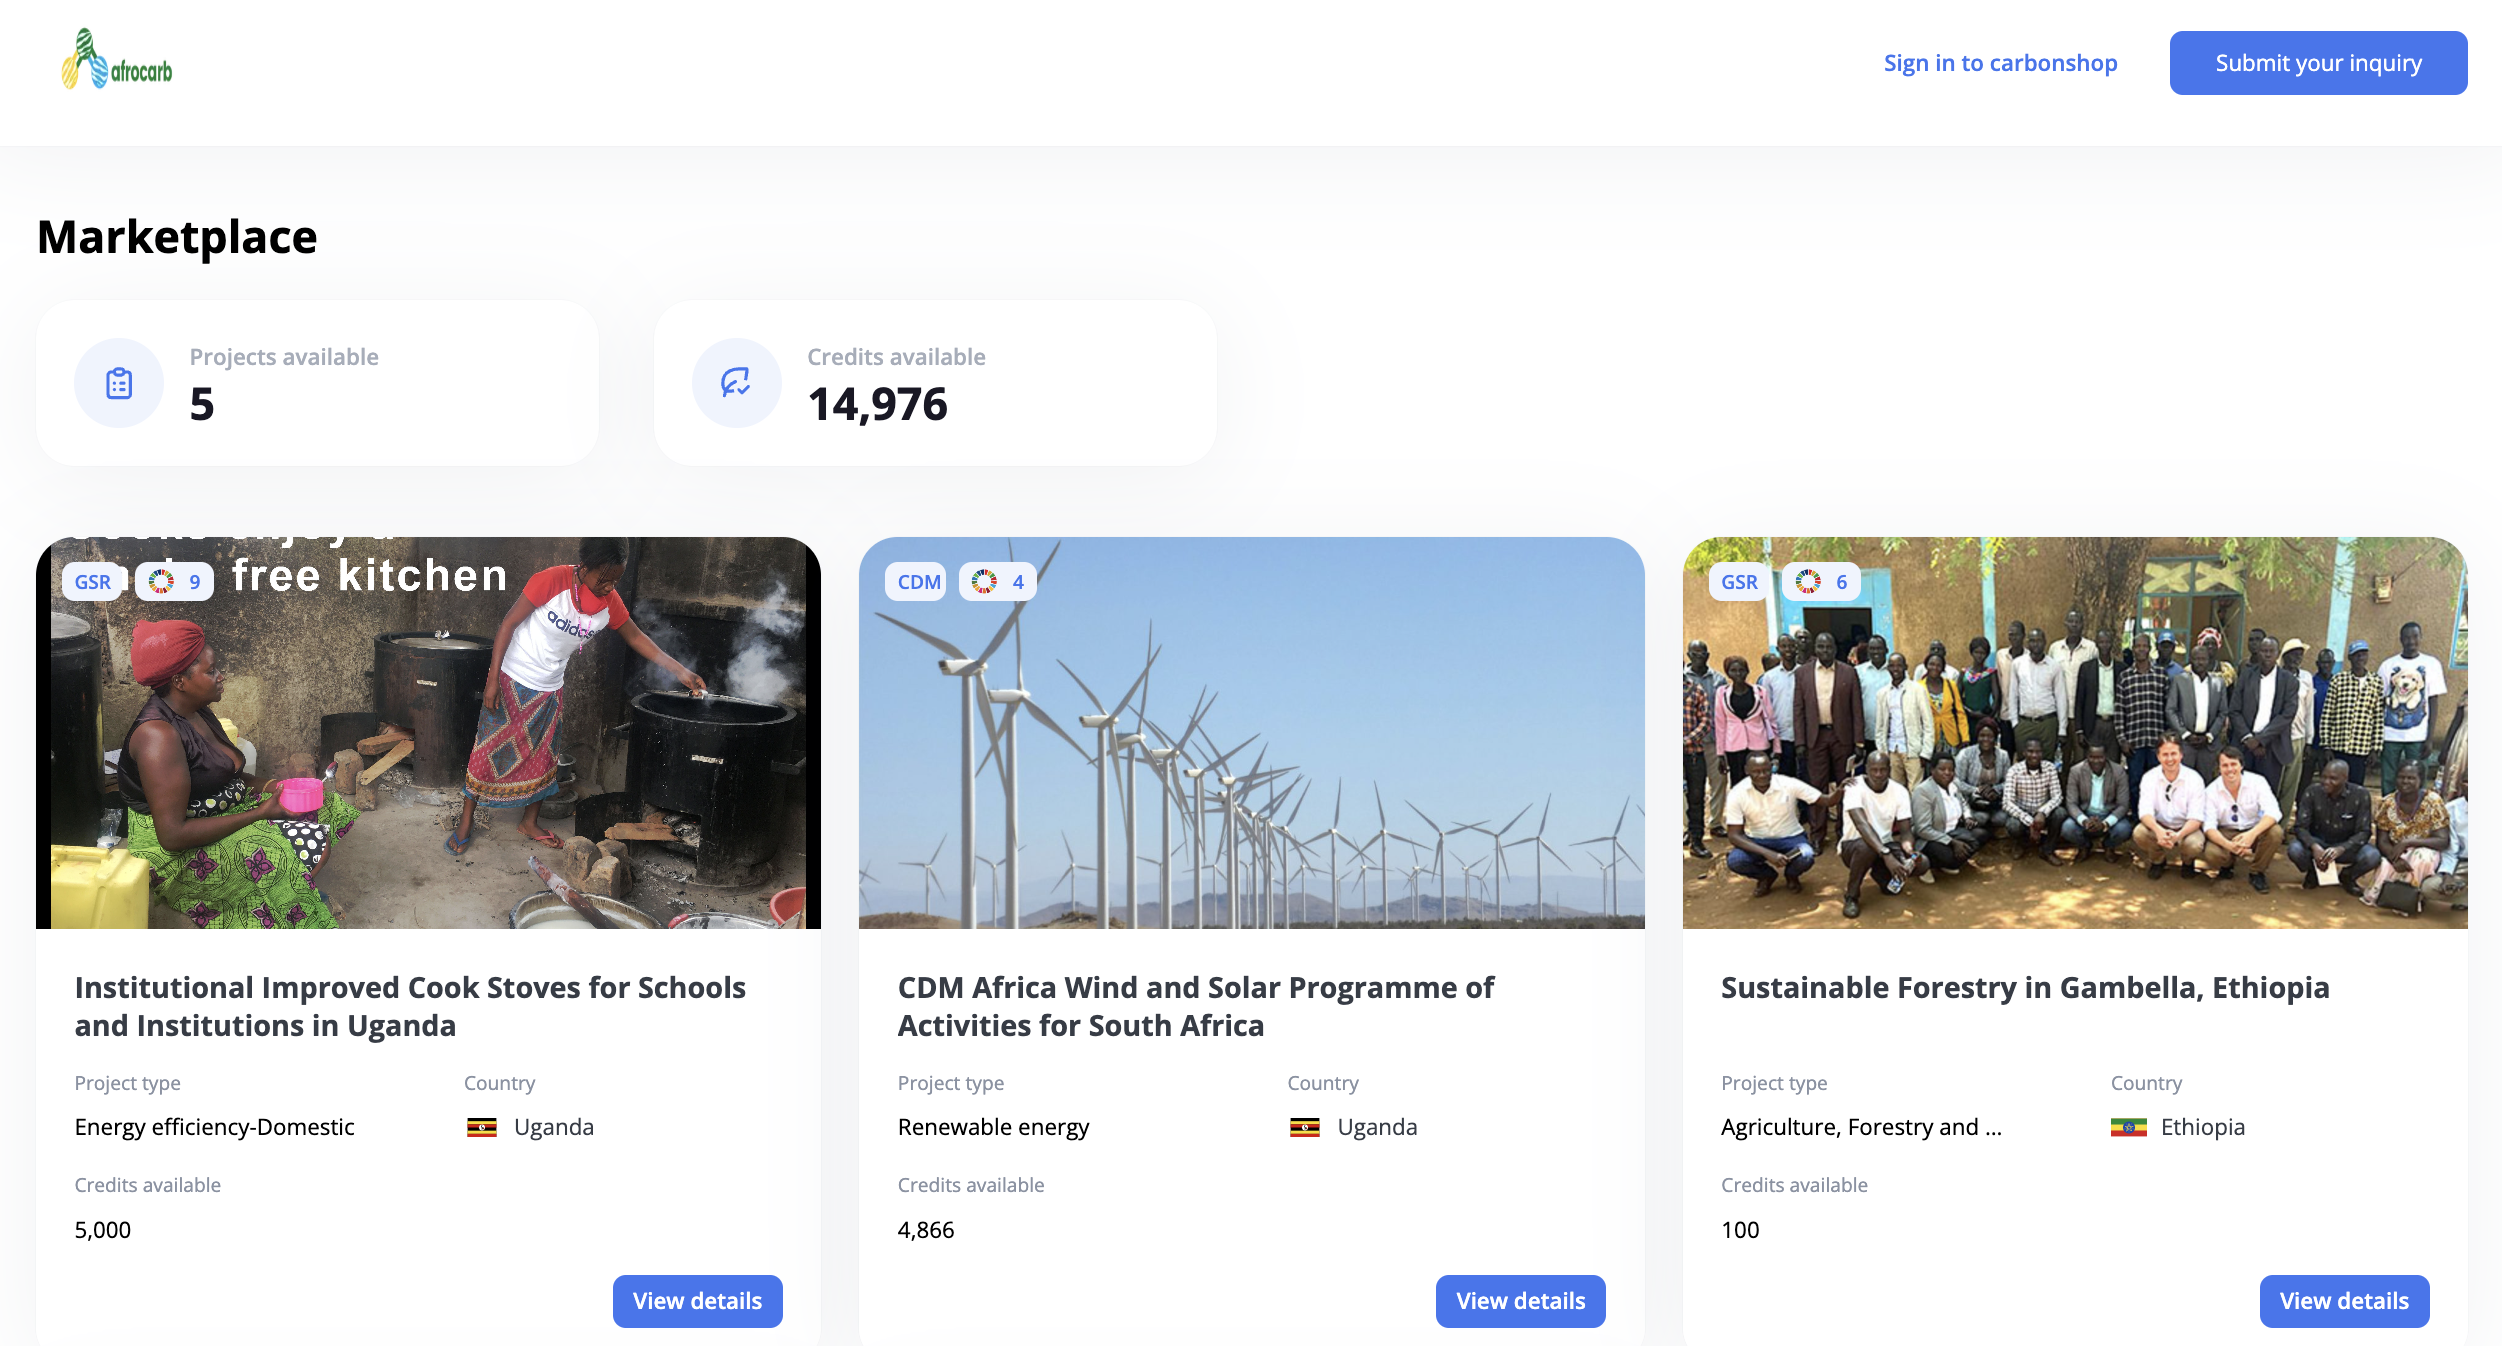 afrocarb
Sign in to carbonshop
Submit your inquiry
Marketplace
Projects available
5
Credits available
14,976
GSR
9
free kitchen
adidas
CDM
4
GSR
6
Institutional Improved Cook Stoves for Schools
and Institutions in Uganda
CDM Africa Wind and Solar Programme of
Activities for South Africa
Sustainable Forestry in Gambella, Ethiopia
Project type
Country
Energy efficiency-Domestic
Uganda
Credits available
5,000
View details
Project type
Country
Renewable energy
Uganda
Credits available
4,866
View details
Project type
Country
Agriculture, Forestry and ...
Ethiopia
Credits available
100
View details